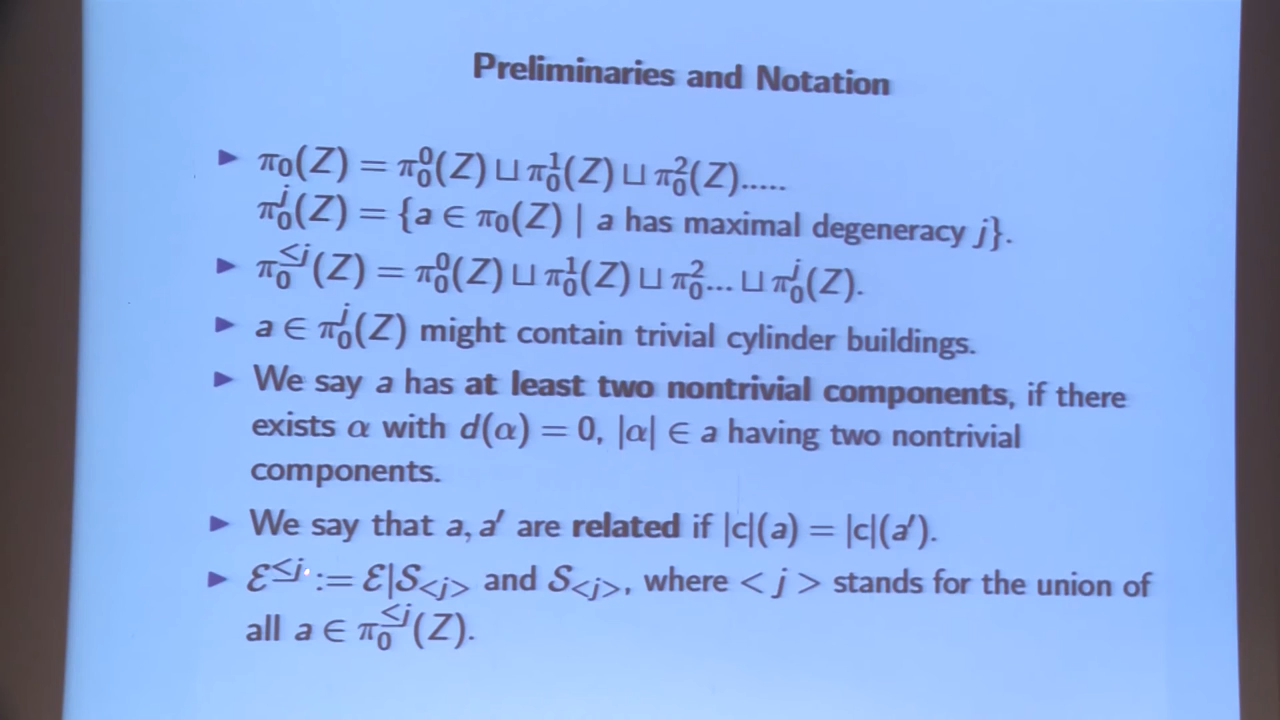 Preliminaries and Notation
▶ π₀(Z) = π₀⁰(Z) ⊔ π₀¹(Z) ⊔ π₀²(Z).....
π₀ʲ(Z) = {a ∈ π₀(Z) | a has maximal degeneracy j}.
▶ π₀^{≤j}(Z) = π₀⁰(Z) ⊔ π₀¹(Z) ⊔ π₀²... ⊔ π₀ʲ(Z).
▶ a ∈ π₀ʲ(Z) might contain trivial cylinder buildings.
▶ We say a has at least two nontrivial components, if there
exists α with d(α) = 0, |α| ∈ a having two nontrivial
components.
▶ We say that a, a′ are related if |c|(a) = |c|(a′).
▶ ℰ^{≤j} := ℰ|S_{<j>} and S_{<j>}, where < j > stands for the union of
all a ∈ π₀^{≤j}(Z).